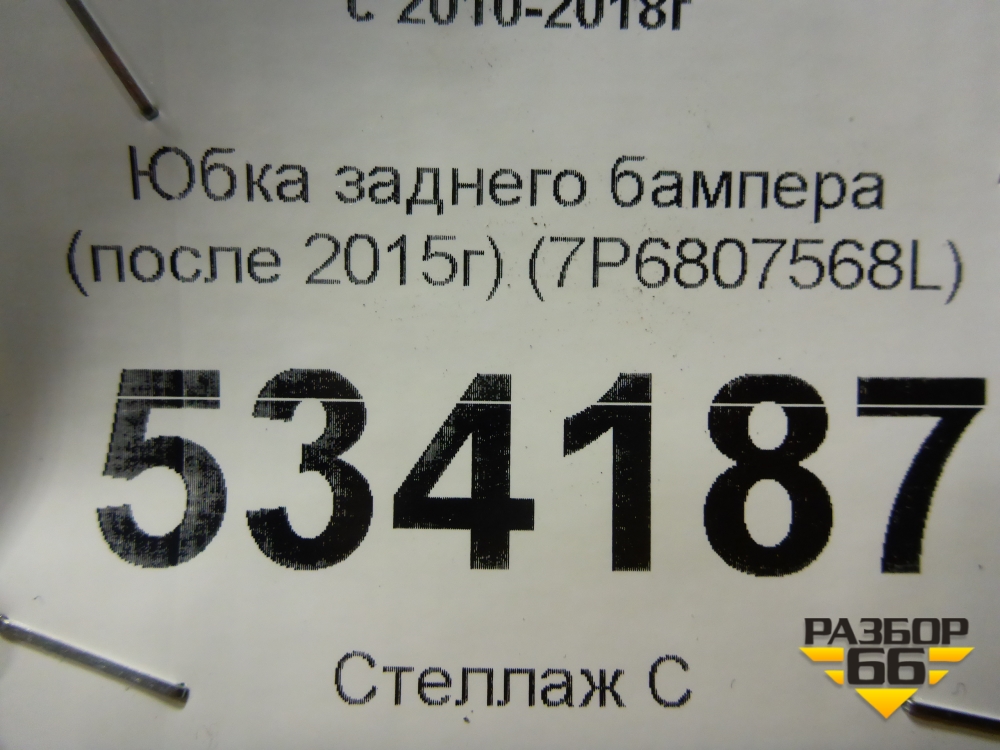 с 2010-2018г
Юбка заднего бампера
(после 2015г) (7P6807568L)
534187
Стеллаж С
РАЗБОР
66